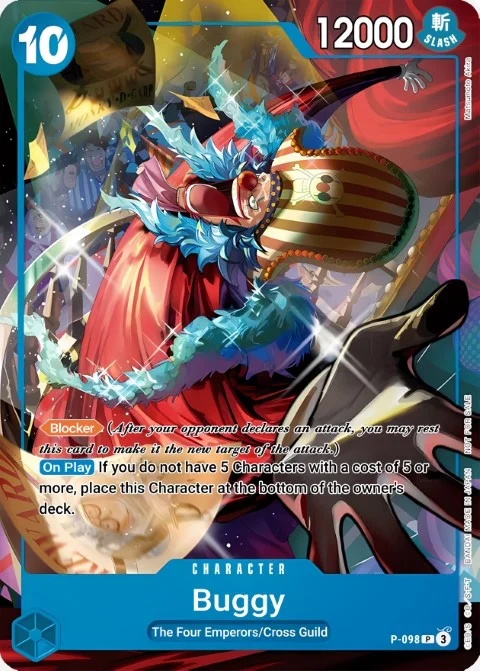 10
12000
斬
SLASH
Matsumoto Akira
Blocker (After your opponent declares an attack, you may rest
this card to make it the new target of the attack.)
On Play If you do not have 5 Characters with a cost of 5 or
more, place this Character at the bottom of the owner's
deck.
CHARACTER
Buggy
The Four Emperors/Cross Guild
P-098 P 3
BANDAI MADE IN JAPAN NOT FOR SALE